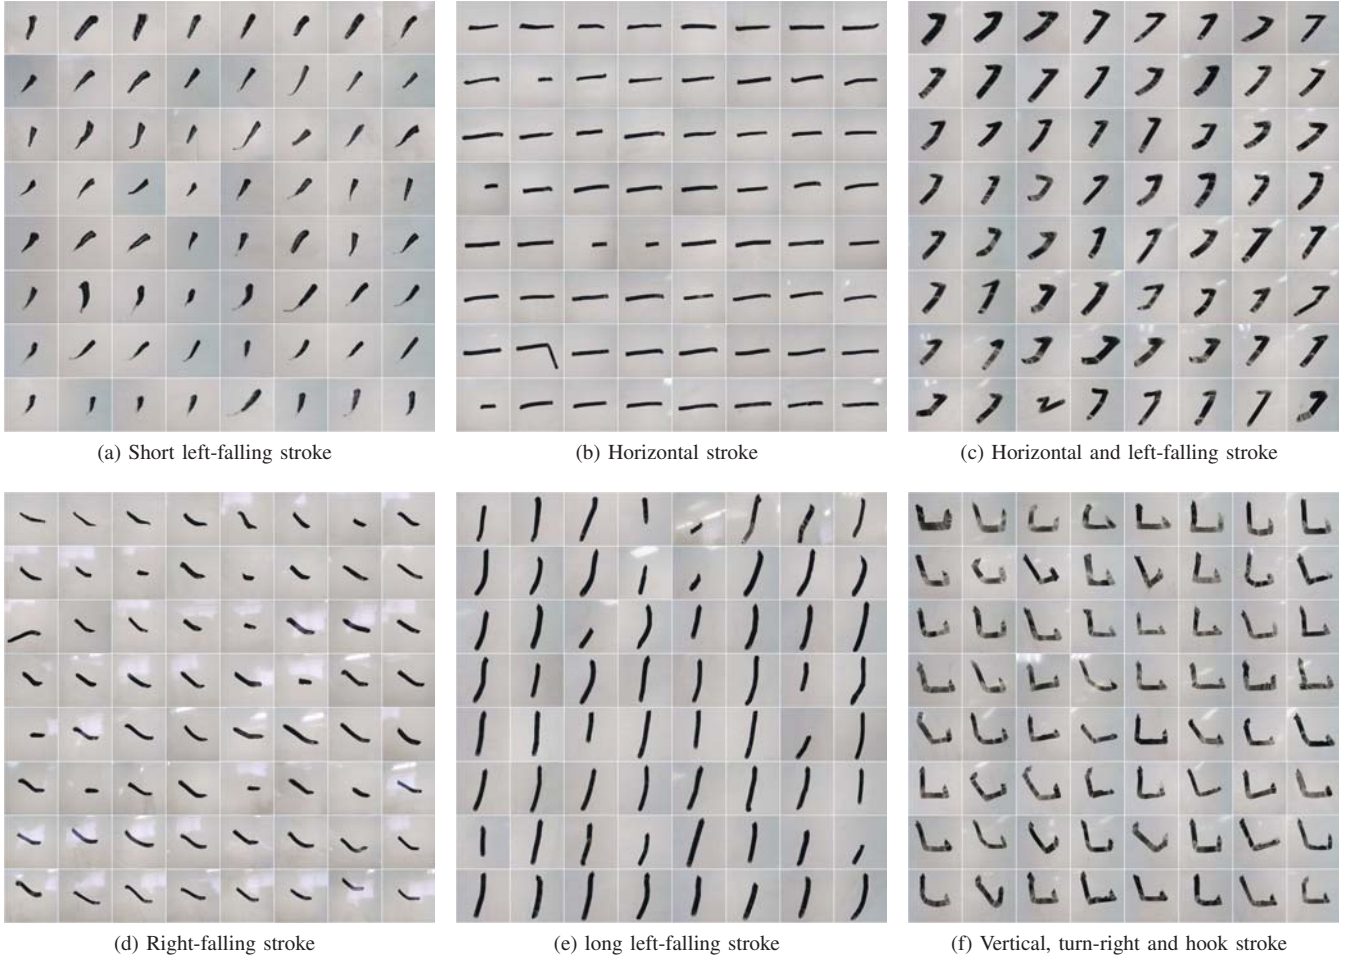 (a) Short left-falling stroke
(b) Horizontal stroke
(c) Horizontal and left-falling stroke
(d) Right-falling stroke
(e) long left-falling stroke
(f) Vertical, turn-right and hook stroke